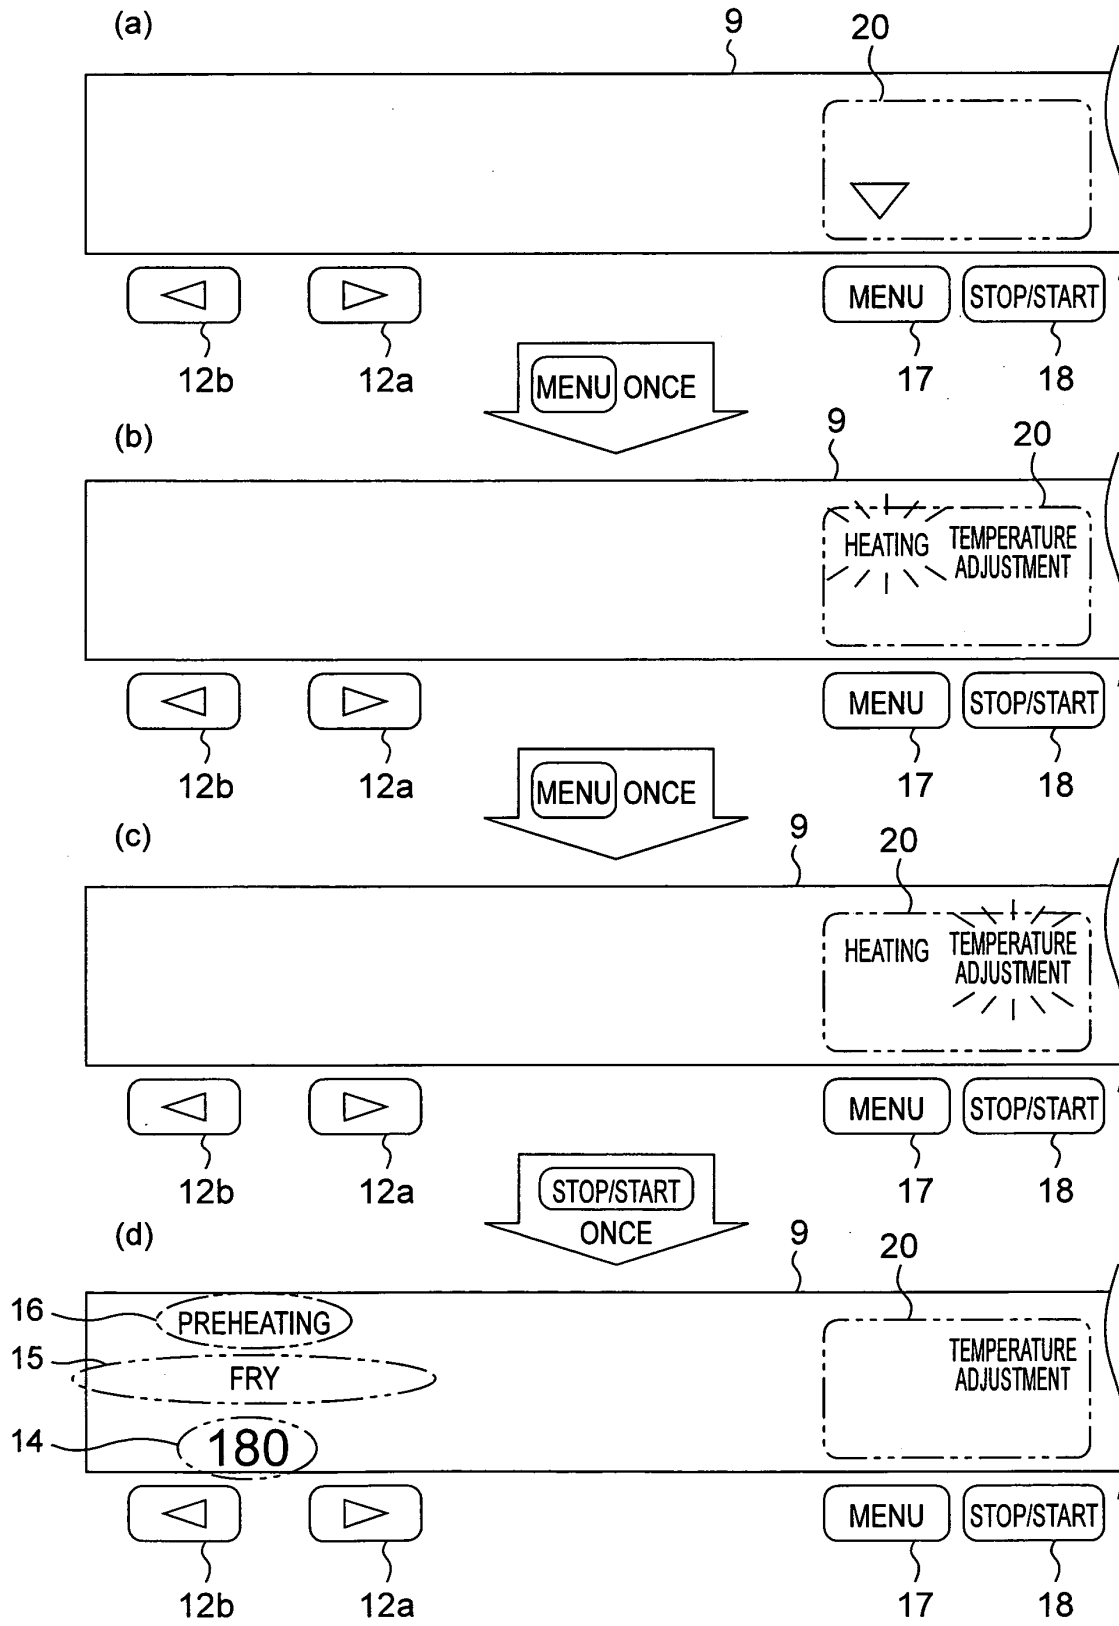 (a)
9
20
MENU STOP/START
12b 12a 17 18
MENU ONCE
(b)
9
20
HEATING TEMPERATURE
ADJUSTMENT
MENU STOP/START
12b 12a 17 18
MENU ONCE
(c)
9
20
HEATING TEMPERATURE
ADJUSTMENT
MENU STOP/START
12b 12a 17 18
STOP/START
ONCE
(d)
9
20
16 PREHEATING
TEMPERATURE
ADJUSTMENT
15 FRY
14 180
MENU STOP/START
12b 12a 17 18